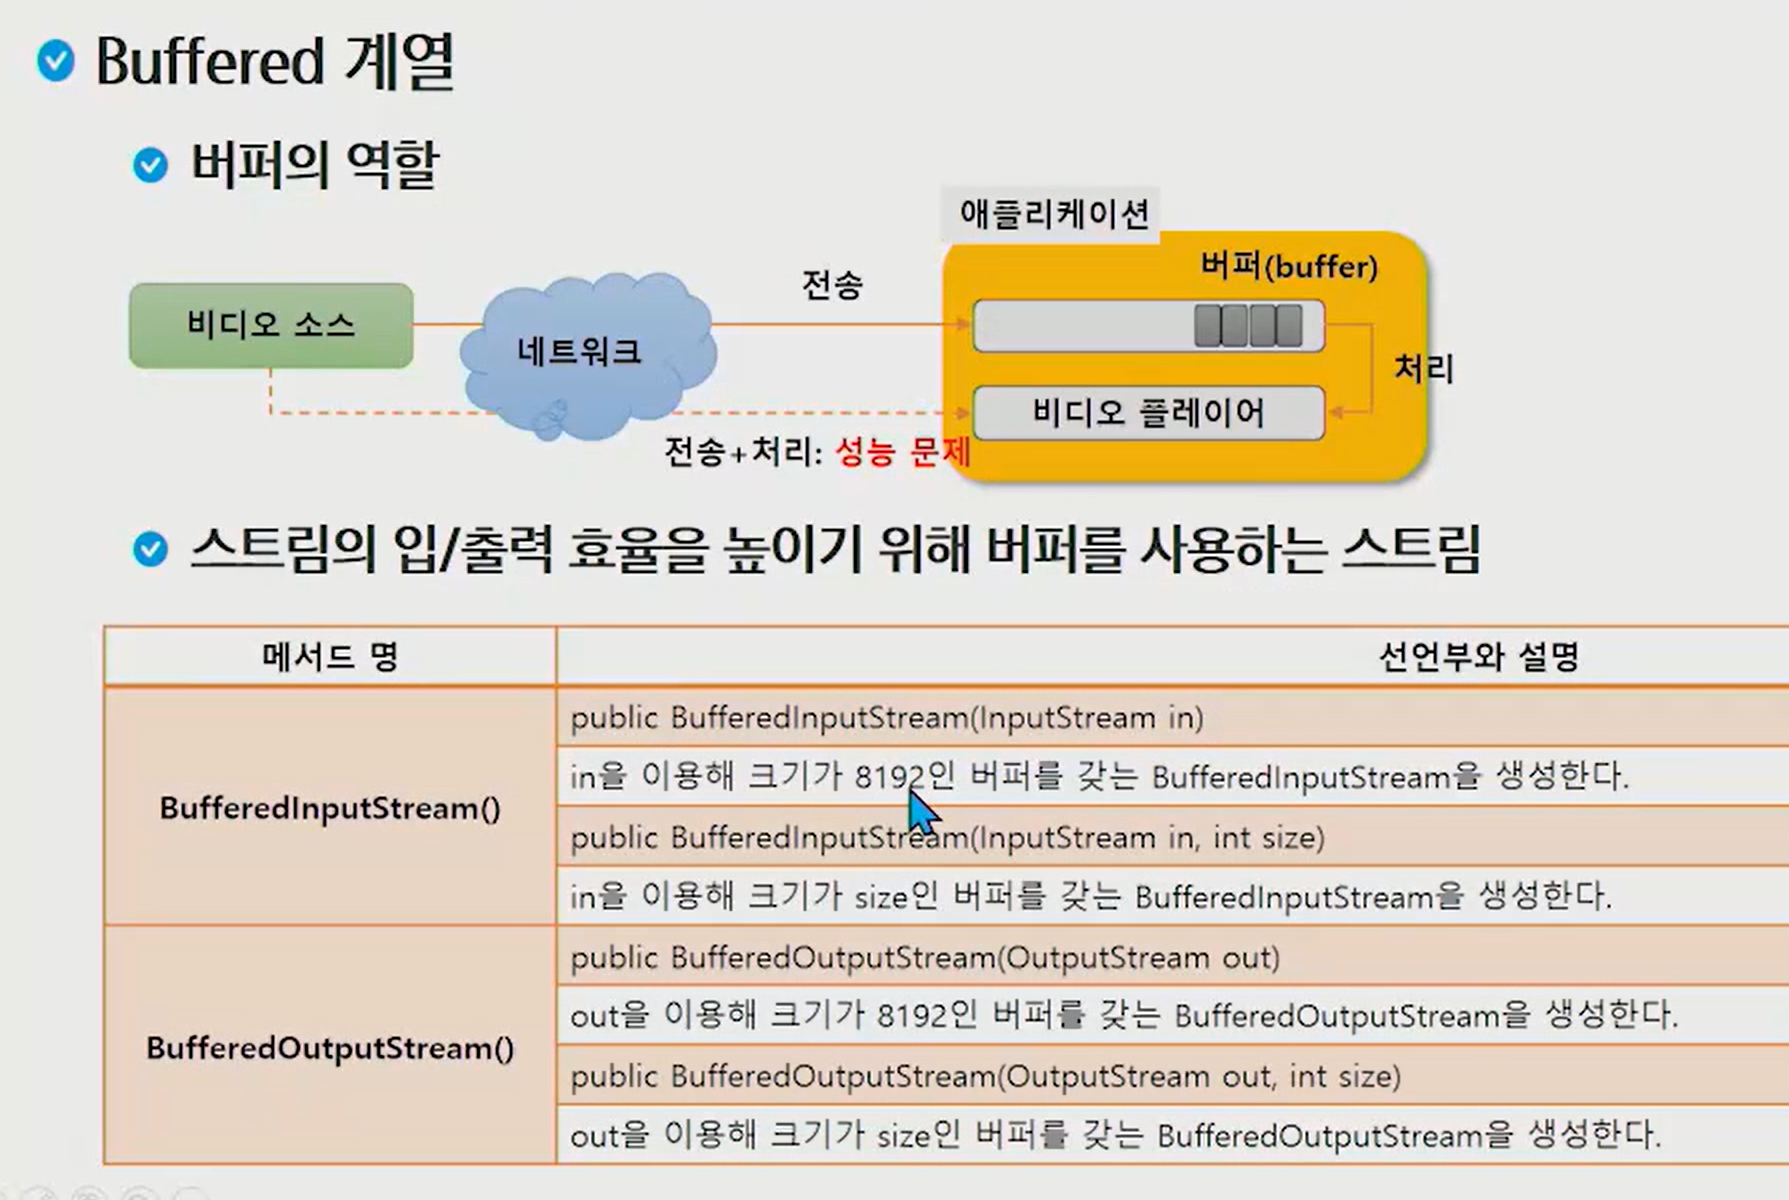 Buffered 계열
버퍼의 역할
애플리케이션
버퍼(buffer)
전송
비디오 소스
네트워크
처리
비디오 플레이어
전송+처리: 성능 문제
스트림의 입/출력 효율을 높이기 위해 버퍼를 사용하는 스트림
메서드 명
선언부와 설명
BufferedInputStream()
public BufferedInputStream(InputStream in)
in을 이용해 크기가 8192인 버퍼를 갖는 BufferedInputStream을 생성한다.
public BufferedInputStream(InputStream in, int size)
in을 이용해 크기가 size인 버퍼를 갖는 BufferedInputStream을 생성한다.
BufferedOutputStream()
public BufferedOutputStream(OutputStream out)
out을 이용해 크기가 8192인 버퍼를 갖는 BufferedOutputStream을 생성한다.
public BufferedOutputStream(OutputStream out, int size)
out을 이용해 크기가 size인 버퍼를 갖는 BufferedOutputStream을 생성한다.